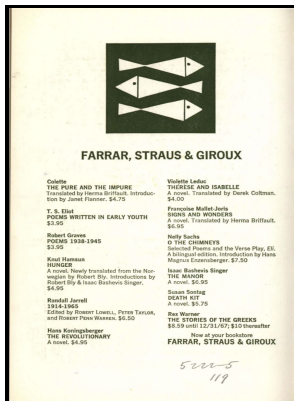 FARRAR, STRAUS & GIROUX
Colette
THE PURE AND THE IMPURE
Translated by Herma Briffault. Introduc-
tion by Janet Flanner. $4.75
T. S. Eliot
POEMS WRITTEN IN EARLY YOUTH
$3.95
Robert Graves
POEMS 1938-1945
$3.95
Knut Hamsun
HUNGER
A novel. Newly translated from the Nor-
wegian by Robert Bly. Introductions by
Robert Bly & Isaac Bashevis Singer.
$4.95
Randall Jarrell
1914-1965
Edited by ROBERT LOWELL, PETER TAYLOR,
and ROBERT PENN WARREN. $6.50
Hans Koningsberger
THE REVOLUTIONARY
A novel. $4.95
Violette Leduc
THÉRÈSE AND ISABELLE
A novel. Translated by Derek Coltman.
$4.00
Françoise Mallet-Joris
SIGNS AND WONDERS
A novel. Translated by Herma Briffault.
$6.95
Nelly Sachs
O THE CHIMNEYS
Selected Poems and the Verse Play, Eli.
A bilingual edition. Introduction by Hans
Magnus Enzensberger. $7.50
Isaac Bashevis Singer
THE MANOR
A novel. $6.95
Susan Sontag
DEATH KIT
A novel. $5.75
Rex Warner
THE STORIES OF THE GREEKS
$8.59 until 12/31/67; $10 thereafter
Now at your bookstore
FARRAR, STRAUS & GIROUX
52225
119